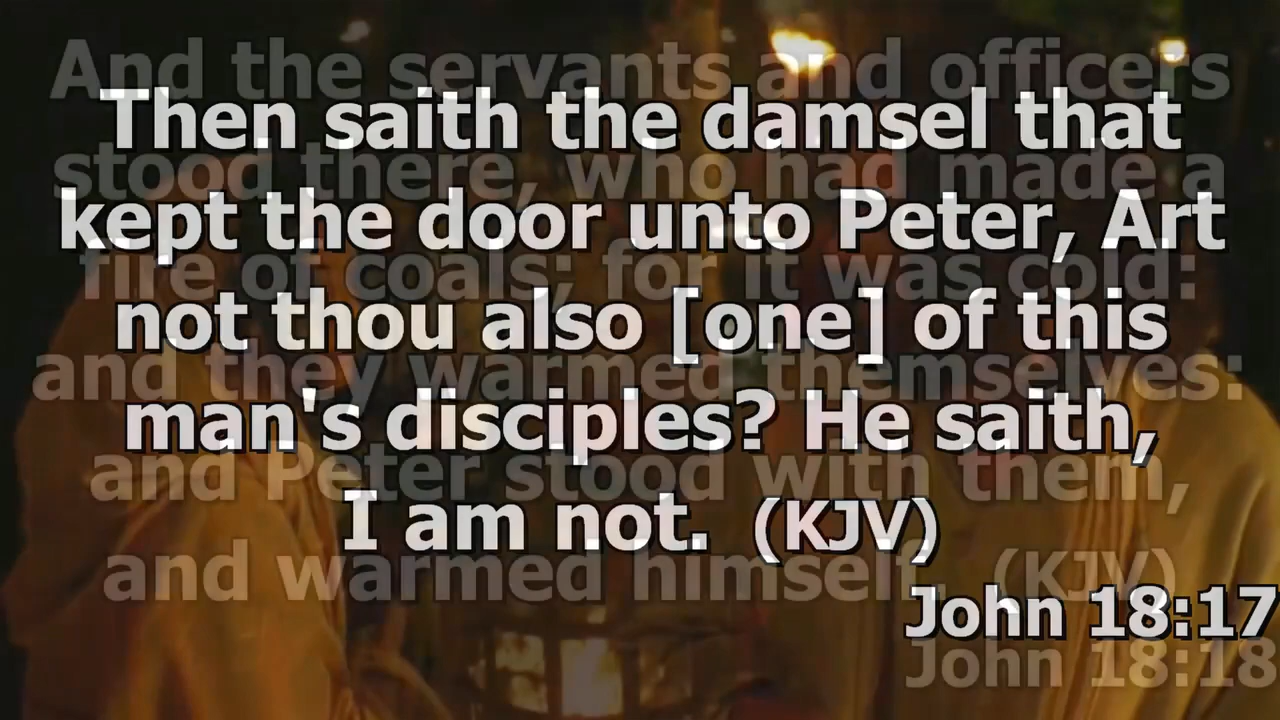 Then saith the damsel that
kept the door unto Peter, Art
not thou also [one] of this
man's disciples? He saith,
I am not. (KJV)
John 18:17
And the servants and officers
stood there, who had made a
fire of coals; for it was cold:
and they warmed themselves:
and Peter stood with them,
and warmed himself. (KJV)
John 18:18